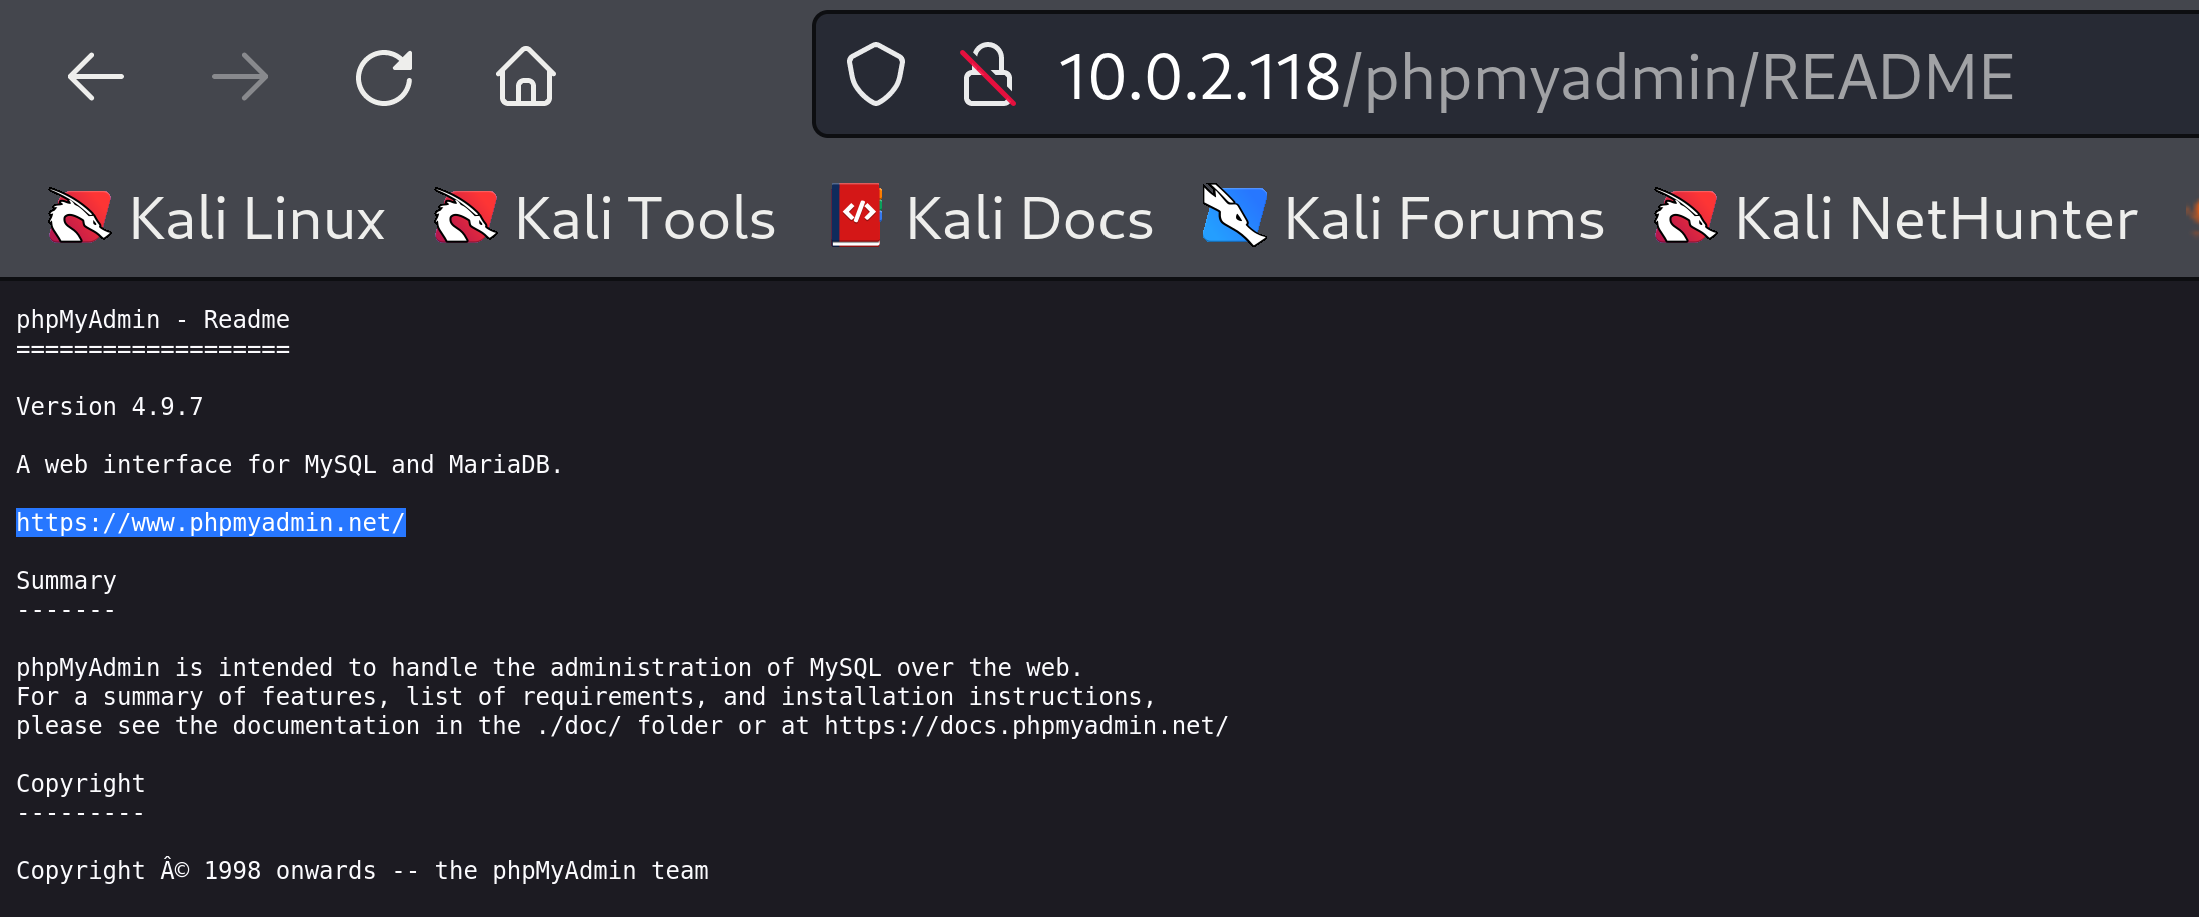 10.0.2.118/phpmyadmin/README
Kali Linux Kali Tools Kali Docs Kali Forums Kali NetHunter
phpMyAdmin - Readme
===================
Version 4.9.7
A web interface for MySQL and MariaDB.
https://www.phpmyadmin.net/
Summary
-------
phpMyAdmin is intended to handle the administration of MySQL over the web.
For a summary of features, list of requirements, and installation instructions,
please see the documentation in the ./doc/ folder or at https://docs.phpmyadmin.net/
Copyright
---------
Copyright Â© 1998 onwards -- the phpMyAdmin team